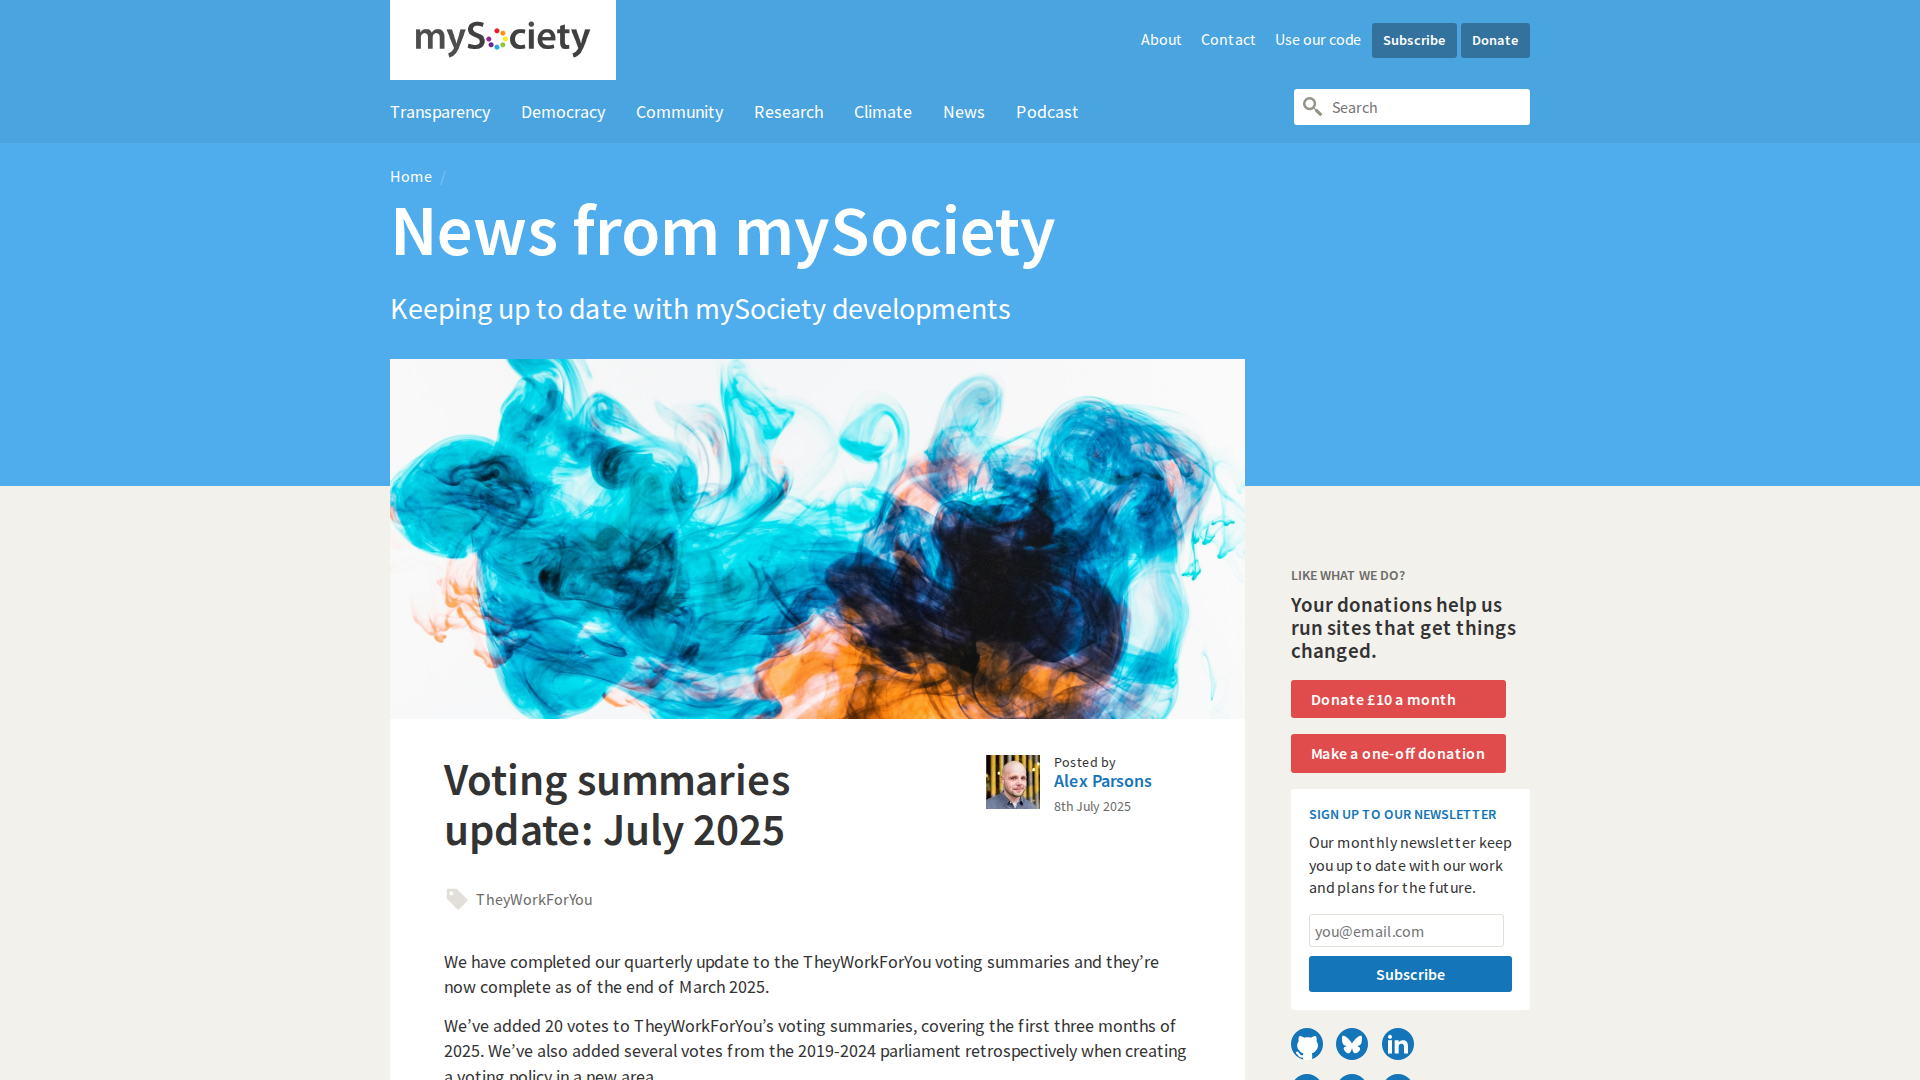 mySociety
About
Contact
Use our code
Subscribe
Donate
Transparency
Democracy
Community
Research
Climate
News
Podcast
Search
Home /
News from mySociety
Keeping up to date with mySociety developments
Voting summaries
update: July 2025
Posted by
Alex Parsons
8th July 2025
TheyWorkForYou
We have completed our quarterly update to the TheyWorkForYou voting summaries and they’re
now complete as of the end of March 2025.
We’ve added 20 votes to TheyWorkForYou’s voting summaries, covering the first three months of
2025. We’ve also added several votes from the 2019-2024 parliament retrospectively when creating
a voting policy in a new area.
LIKE WHAT WE DO?
Your donations help us
run sites that get things
changed.
Donate £10 a month
Make a one-off donation
SIGN UP TO OUR NEWSLETTER
Our monthly newsletter keep
you up to date with our work
and plans for the future.
you@email.com
Subscribe
in